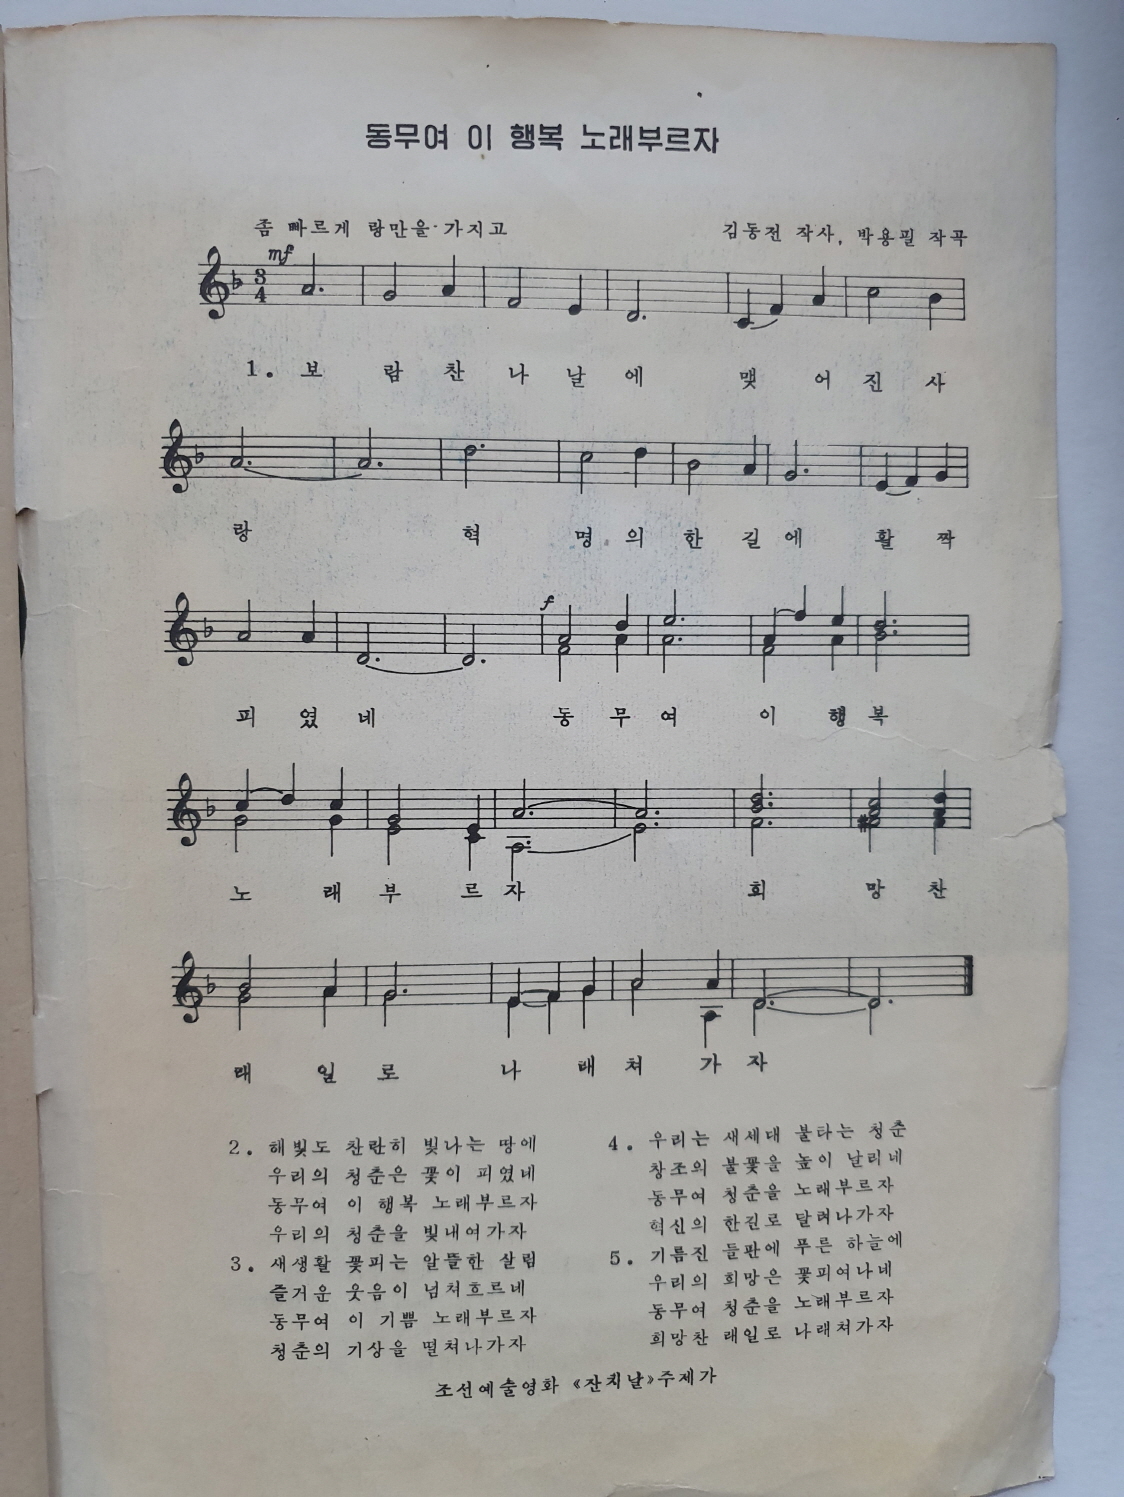 동무여 이 행복 노래부르자
좀 빠르게 랑만을 가지고
김동전 작사, 박용필 작곡
mf
3
4
1. 보 람 찬 나 날 에 맺 어 진 사
랑 혁 명 의 한 길 에 활 짝
f
피 였 네 동 무 여 이 행 복
노 래 부 르 자 희 망 찬
래 일 로 나 래 쳐 가 자
2. 해빛도 찬란히 빛나는 땅에
우리의 청춘은 꽃이 피였네
동무여 이 행복 노래부르자
우리의 청춘을 빛내여가자
3. 새생활 꽃피는 알뜰한 살림
즐거운 웃음이 넘쳐흐르네
동무여 이 기쁨 노래부르자
청춘의 기상을 떨쳐나가자
4. 우리는 새세대 불타는 청춘
창조의 불꽃을 높이 날리네
동무여 청춘을 노래부르자
혁신의 한길로 달려나가자
5. 기름진 들판에 푸른 하늘에
우리의 희망은 꽃피여나네
동무여 청춘을 노래부르자
희망찬 래일로 나래쳐가자
조선예술영화 《잔치날》주제가